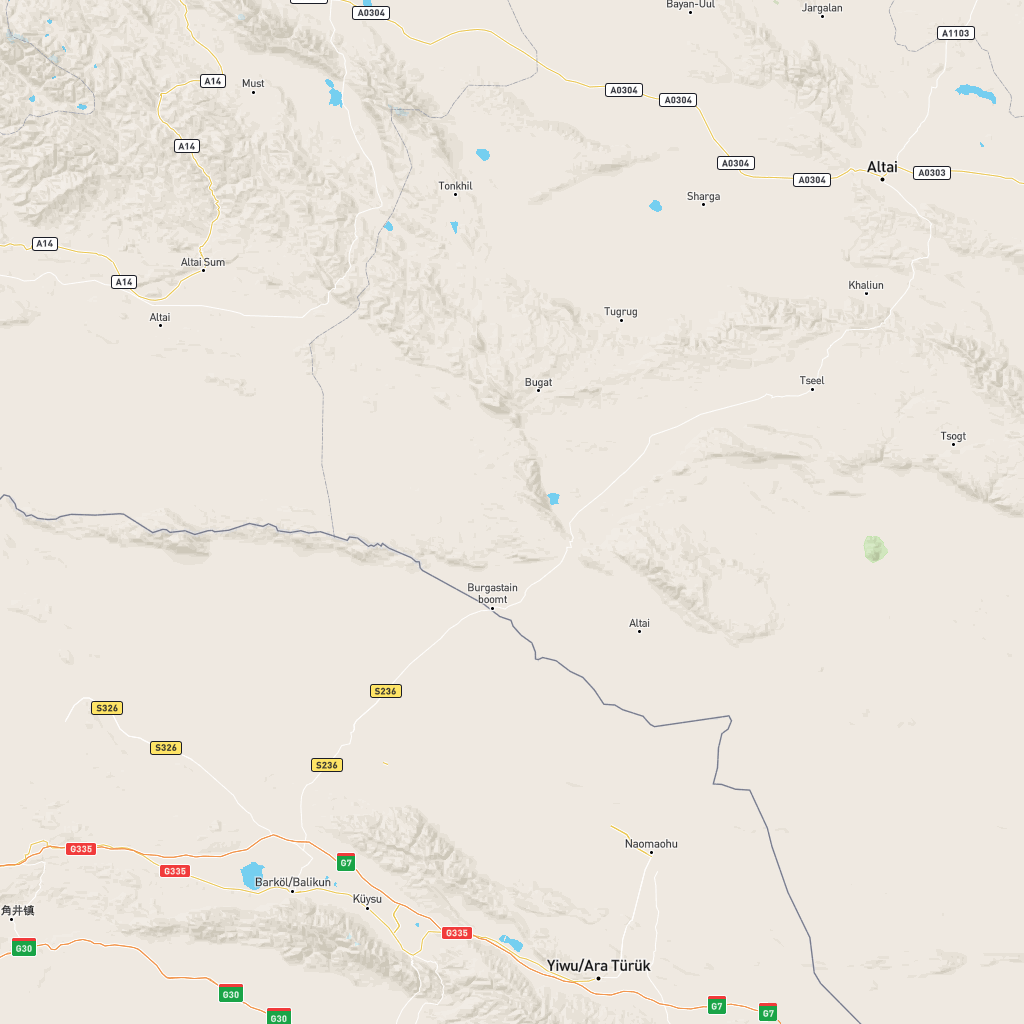 Bayan-Uul
Jargalan
A0304
A1103
A14
Must
A0304
A0304
A14
A0304
Altai
A0303
A0304
Tonkhil
Sharga
A14
Altai Sum
A14
Khaliun
Altai
Tugrug
Bugat
Tseel
Tsogt
Burgastain
boomt
Altai
S236
S326
S326
S236
G335
Naomaohu
G7
G335
Barköl/Balikun
Küysu
角井镇
G335
G30
Yiwu/Ara Türük
G30
G7
G7
G30